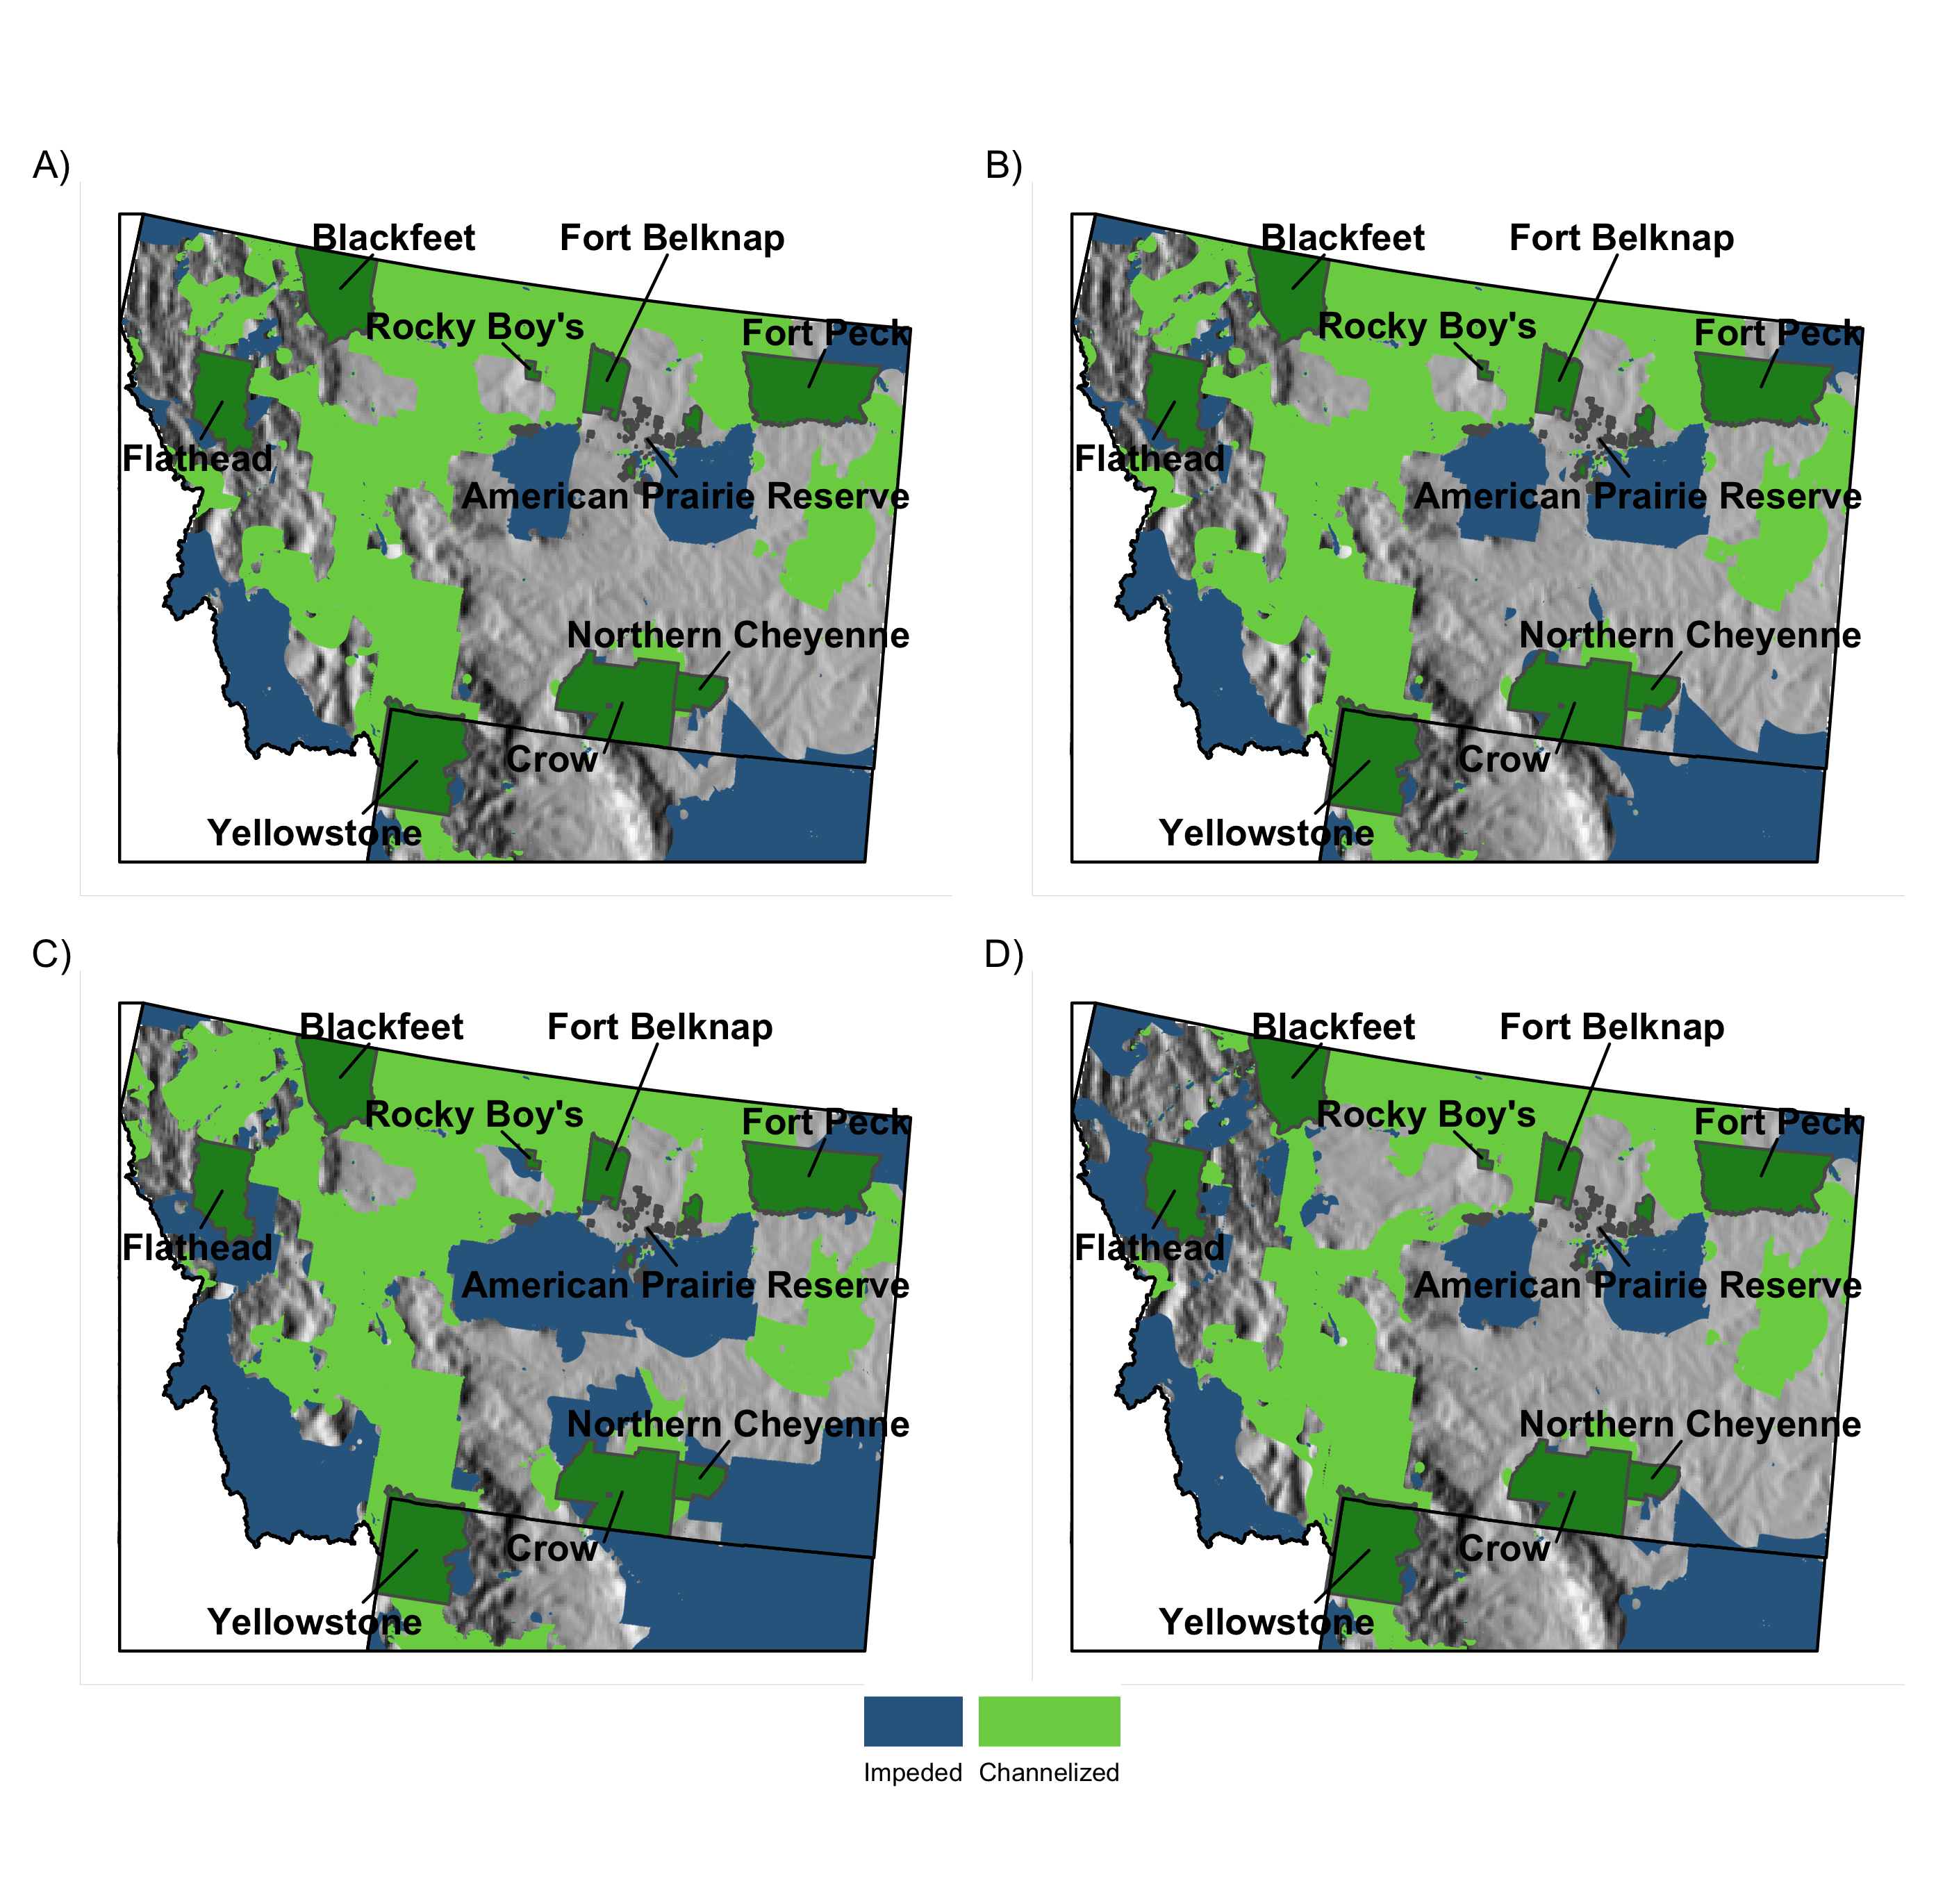 A)
Blackfeet
Fort Belknap
Rocky Boy's
Fort Peck
Flathead
American Prairie Reserve
Northern Cheyenne
Crow
Yellowstone
B)
Blackfeet
Fort Belknap
Rocky Boy's
Fort Peck
Flathead
American Prairie Reserve
Northern Cheyenne
Crow
Yellowstone
C)
Blackfeet
Fort Belknap
Rocky Boy's
Fort Peck
Flathead
American Prairie Reserve
Northern Cheyenne
Crow
Yellowstone
D)
Blackfeet
Fort Belknap
Rocky Boy's
Fort Peck
Flathead
American Prairie Reserve
Northern Cheyenne
Crow
Yellowstone
Impeded
Channelized